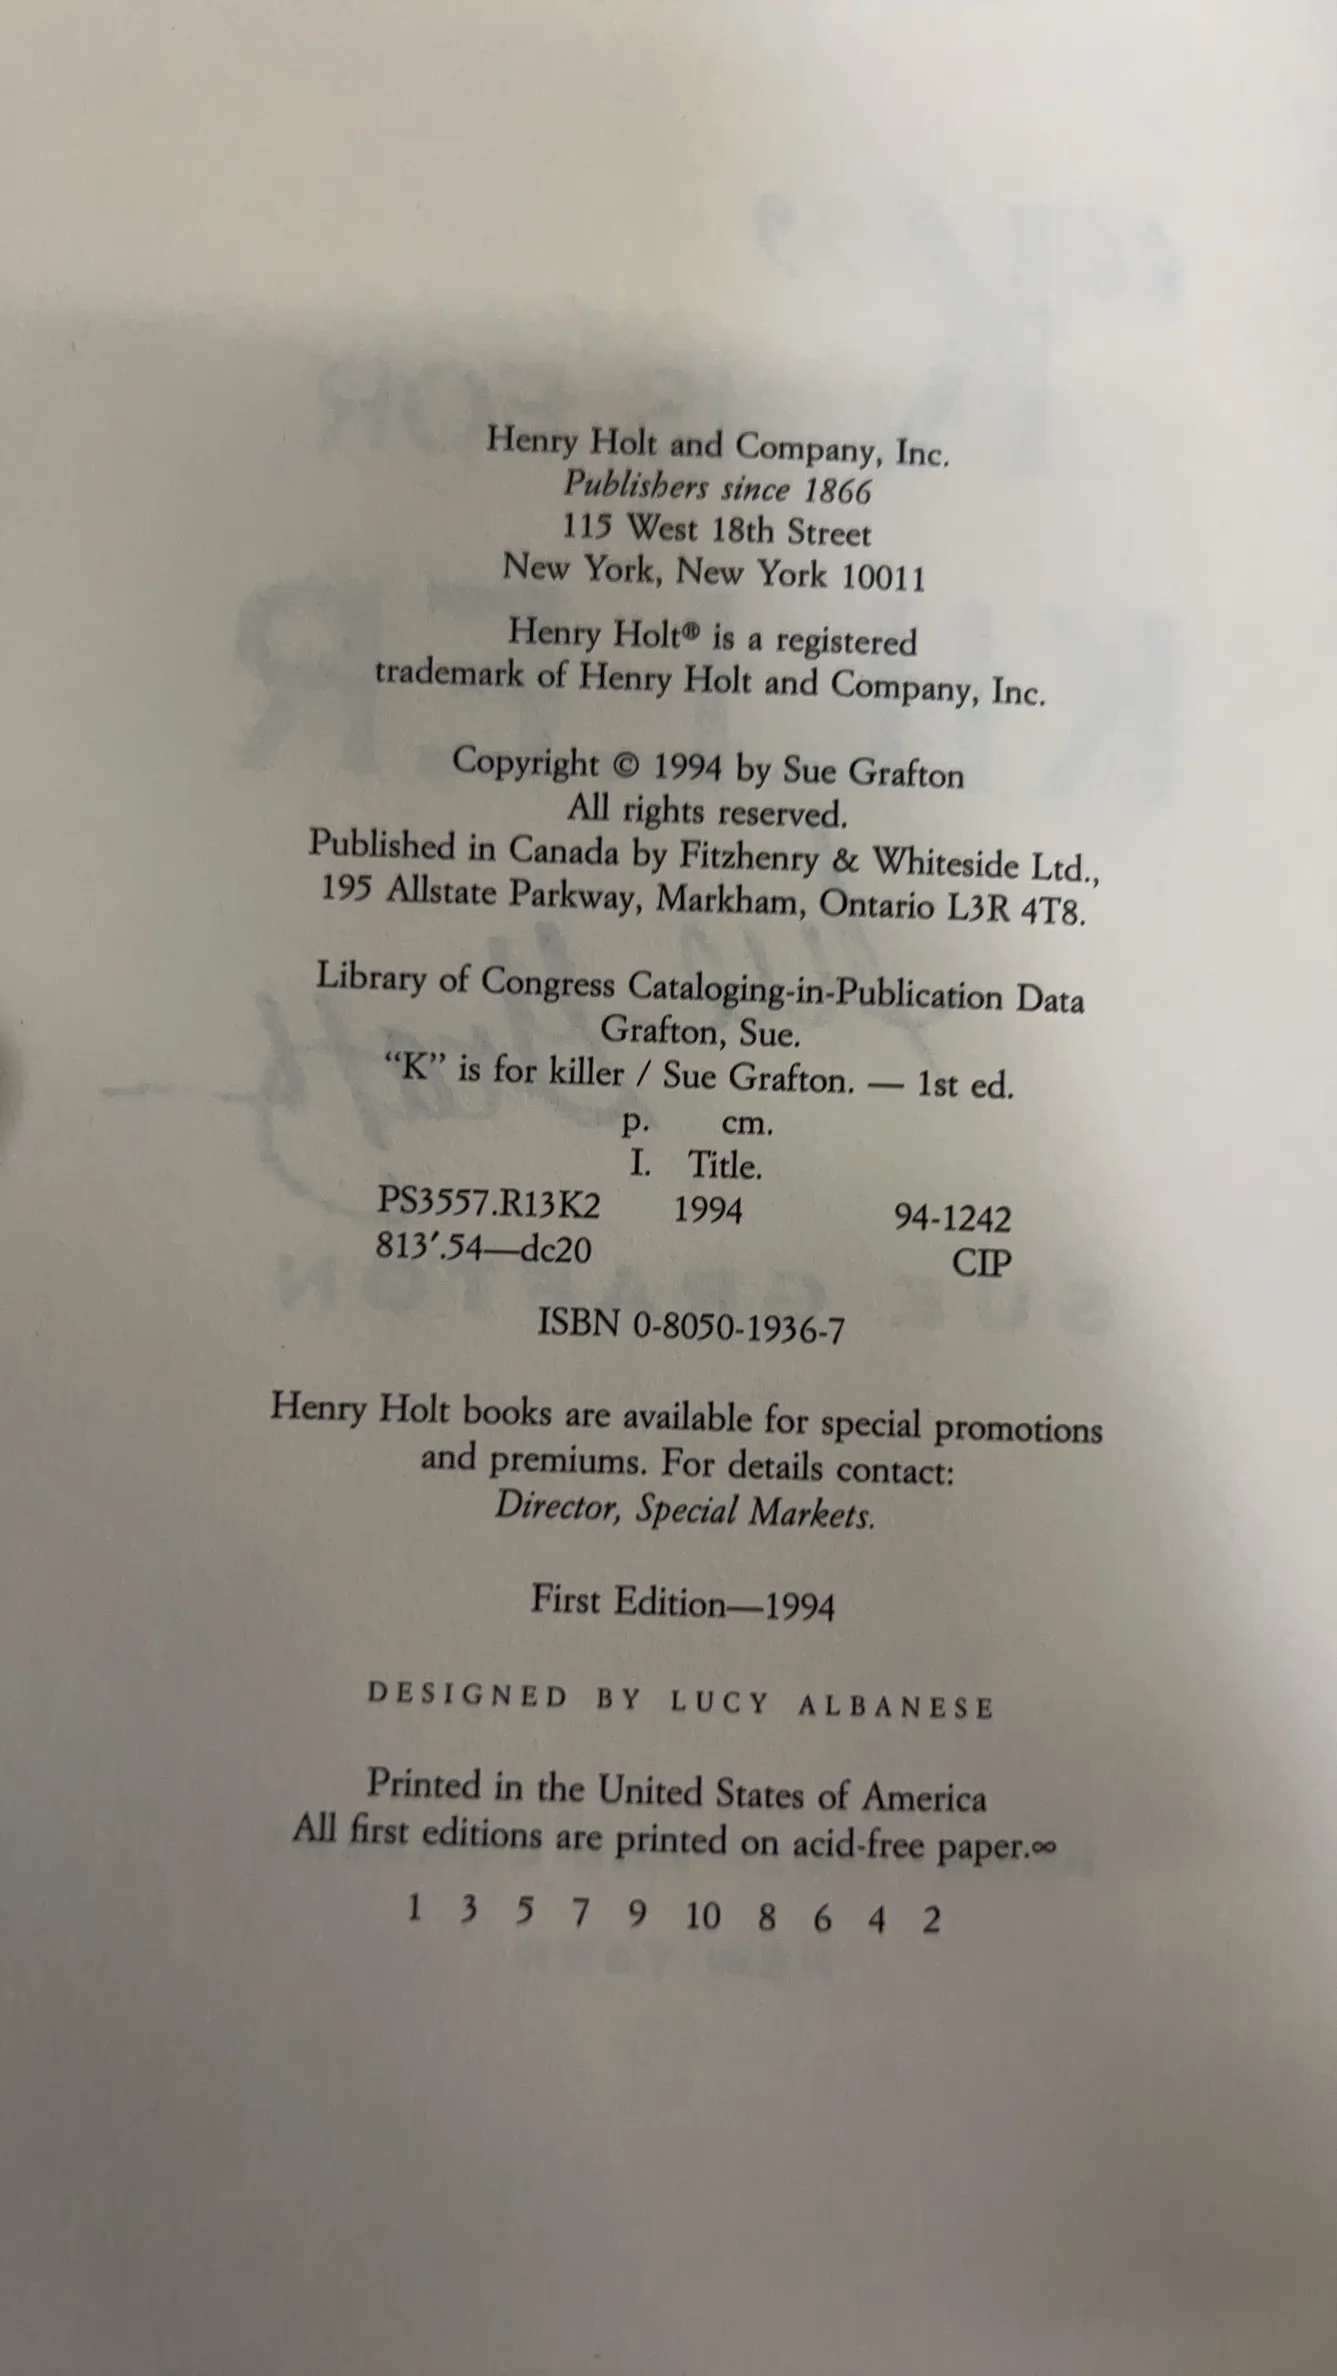 Henry Holt and Company, Inc.
Publishers since 1866
115 West 18th Street
New York, New York 10011
Henry Holt® is a registered
trademark of Henry Holt and Company, Inc.
Copyright © 1994 by Sue Grafton
All rights reserved.
Published in Canada by Fitzhenry & Whiteside Ltd.,
195 Allstate Parkway, Markham, Ontario L3R 4T8.
Library of Congress Cataloging-in-Publication Data
Grafton, Sue.
“K” is for killer / Sue Grafton. — 1st ed.
p. cm.
I. Title.
PS3557.R13K2 1994 94-1242
813′.54—dc20 CIP
ISBN 0-8050-1936-7
Henry Holt books are available for special promotions
and premiums. For details contact:
Director, Special Markets.
First Edition—1994
DESIGNED BY LUCY ALBANESE
Printed in the United States of America
All first editions are printed on acid-free paper.∞
1 3 5 7 9 10 8 6 4 2